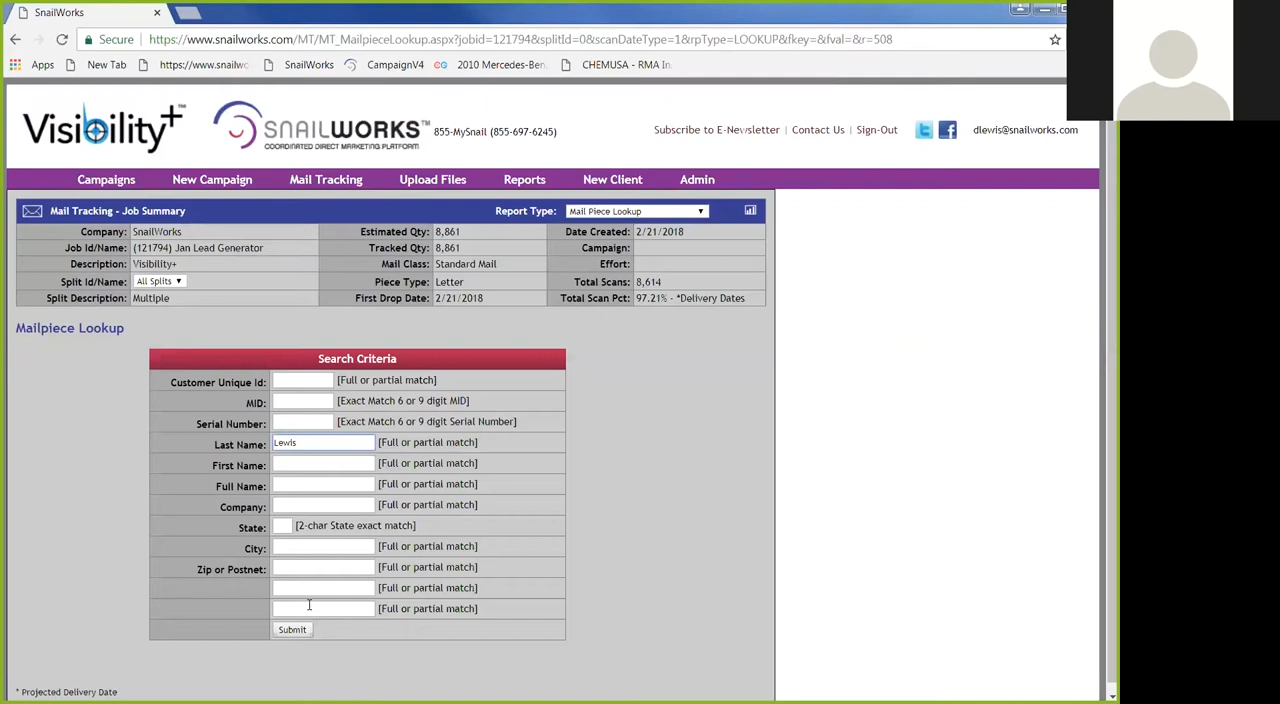 SnailWorks
Secure https://www.snailworks.com/MT/MT_MailpieceLookup.aspx?jobid=121794&splitId=0&scanDateType=1&rpType=LOOKUP&fkey=&fval=&r=508
Apps New Tab https://www.snailwo SnailWorks CampaignV4 2010 Mercedes-Ben CHEMUSA - RMA In
Visibility+ SNAILWORKS™ 855-MySnail (855-697-6245) Subscribe to E-Newsletter Contact Us Sign-Out dlewis@snailworks.com
COORDINATED DIRECT MARKETING PLATFORM
Campaigns New Campaign Mail Tracking Upload Files Reports New Client Admin
Mail Tracking - Job Summary Report Type: Mail Piece Lookup
Company: SnailWorks Estimated Qty: 8,861 Date Created: 2/21/2018
Job Id/Name: (121794) Jan Lead Generator Tracked Qty: 8,861 Campaign:
Description: Visibility+ Mail Class: Standard Mail Effort:
Split Id/Name: All Splits Piece Type: Letter Total Scans: 8,614
Split Description: Multiple First Drop Date: 2/21/2018 Total Scan Pct: 97.21% - *Delivery Dates
Mailpiece Lookup
Search Criteria
Customer Unique Id: [Full or partial match]
MID: [Exact Match 6 or 9 digit MID]
Serial Number: [Exact Match 6 or 9 digit Serial Number]
Last Name: Lewis [Full or partial match]
First Name: [Full or partial match]
Full Name: [Full or partial match]
Company: [Full or partial match]
State: [2-char State exact match]
City: [Full or partial match]
Zip or Postnet: [Full or partial match]
[Full or partial match]
[Full or partial match]
Submit
* Projected Delivery Date